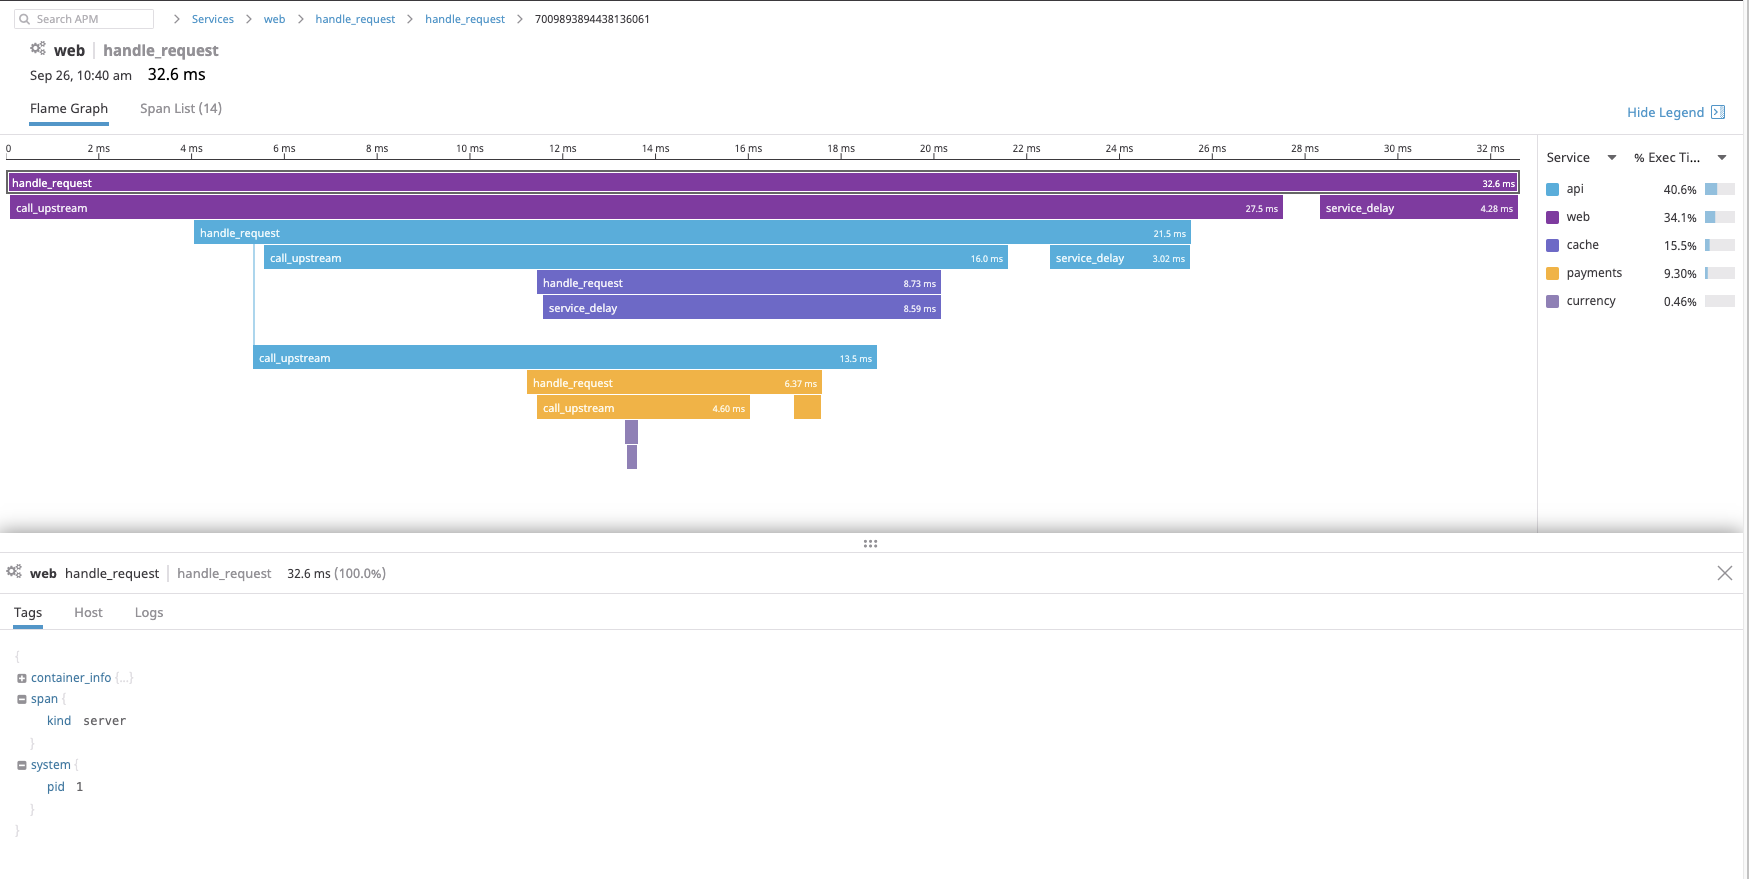 Search APM > Services > web > handle_request > handle_request > 7009893894438136061
web | handle_request
Sep 26, 10:40 am 32.6 ms
Flame Graph Span List (14)
Hide Legend
0 2 ms 4 ms 6 ms 8 ms 10 ms 12 ms 14 ms 16 ms 18 ms 20 ms 22 ms 24 ms 26 ms 28 ms 30 ms 32 ms
handle_request 32.6 ms
call_upstream 27.5 ms service_delay 4.28 ms
handle_request 21.5 ms
call_upstream 16.0 ms service_delay 3.02 ms
handle_request 8.73 ms
service_delay 8.59 ms
call_upstream 13.5 ms
handle_request 6.37 ms
call_upstream 4.60 ms
Service % Exec Ti...
api 40.6%
web 34.1%
cache 15.5%
payments 9.30%
currency 0.46%
web handle_request | handle_request 32.6 ms (100.0%)
Tags Host Logs
{
container_info {...}
span {
kind server
}
system {
pid 1
}
}